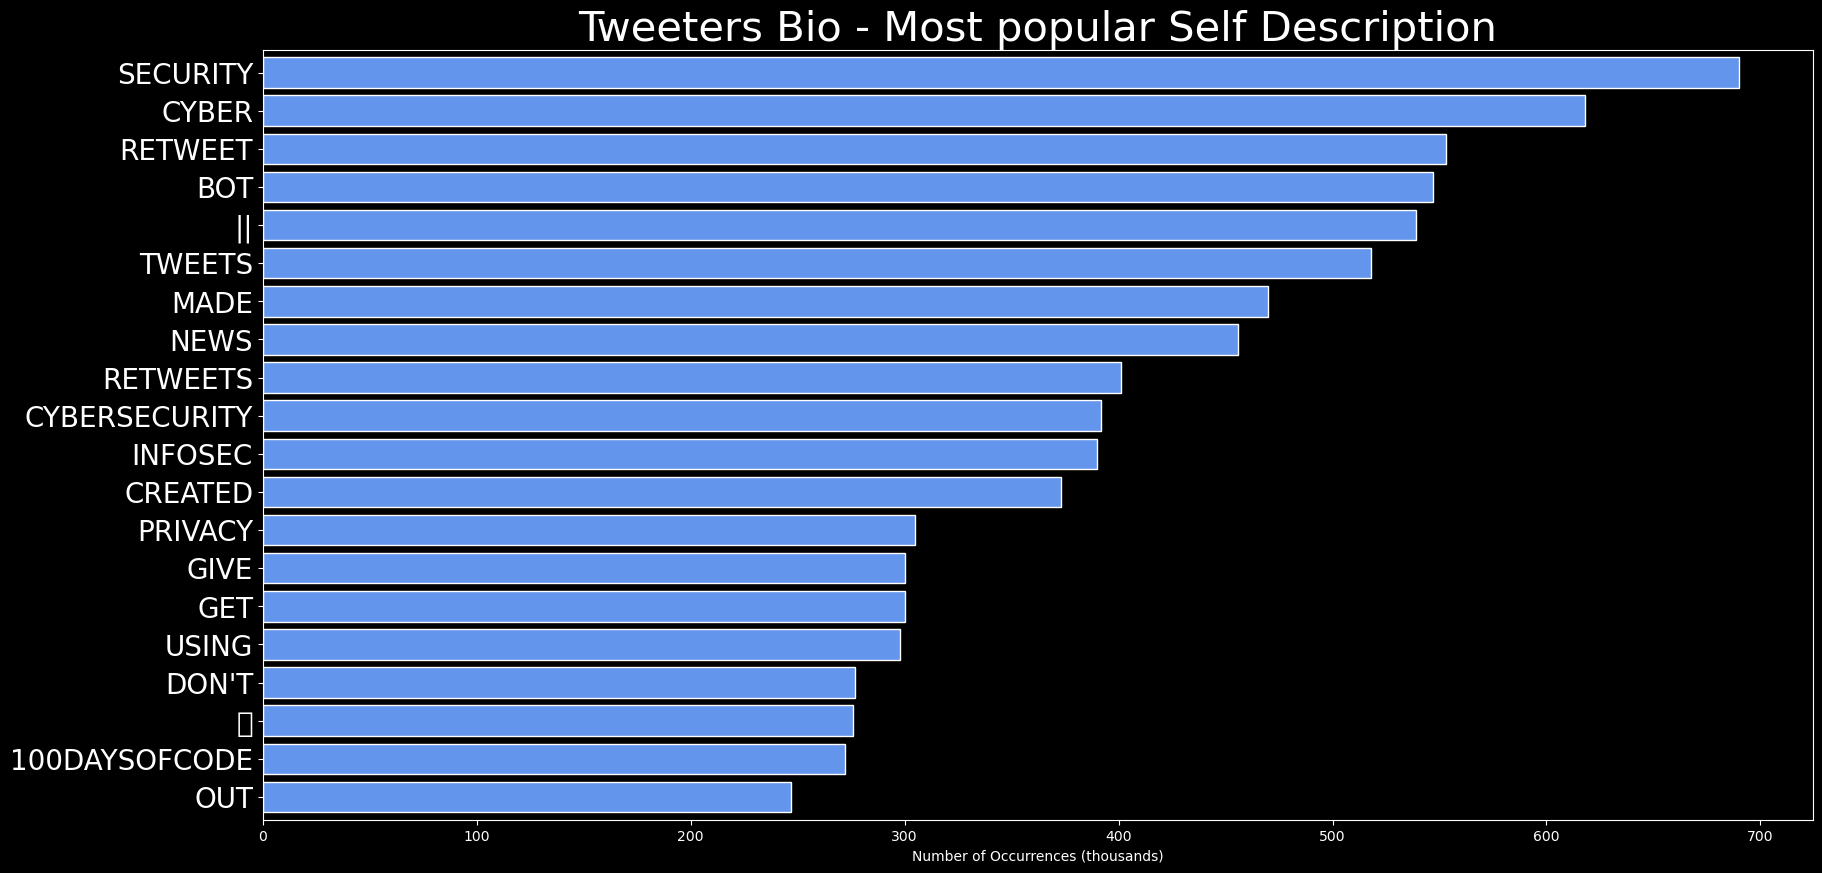 Tweeters Bio - Most popular Self Description
SECURITY
CYBER
RETWEET
BOT
||
TWEETS
MADE
NEWS
RETWEETS
CYBERSECURITY
INFOSEC
CREATED
PRIVACY
GIVE
GET
USING
DON'T
▯
100DAYSOFCODE
OUT
0 100 200 300 400 500 600 700
Number of Occurrences (thousands)